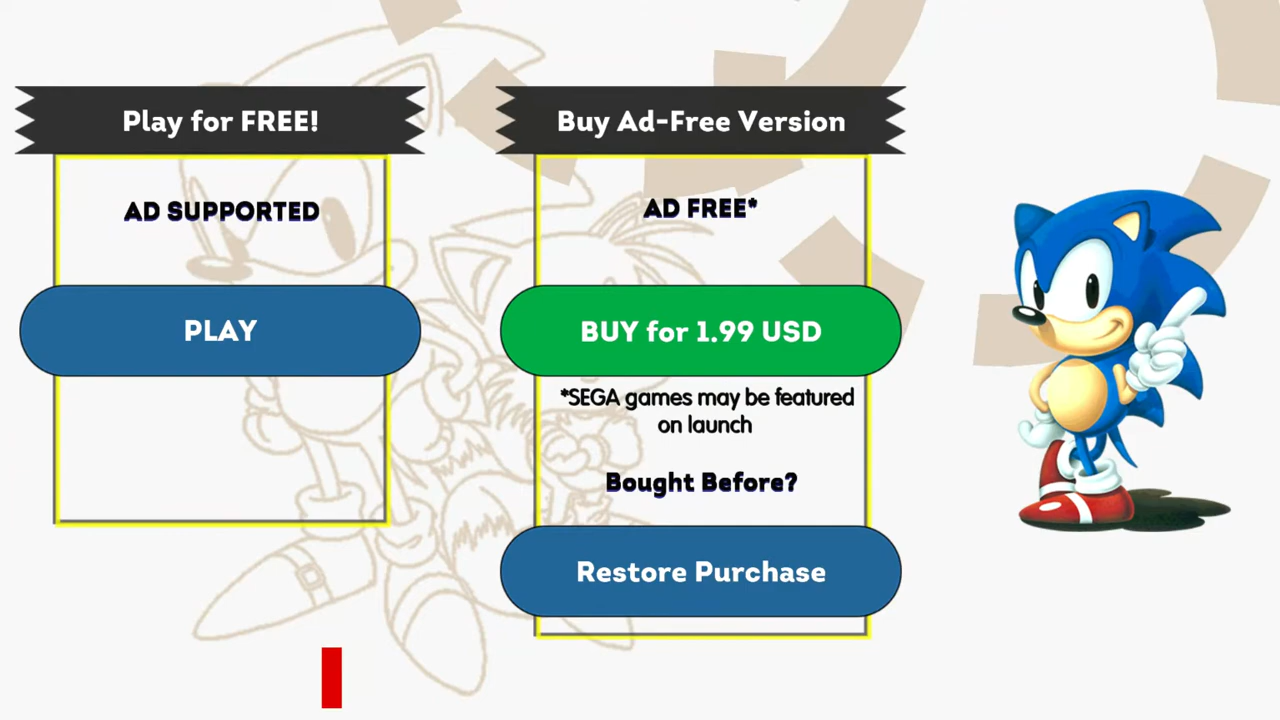 Play for FREE!
AD SUPPORTED
PLAY
Buy Ad-Free Version
AD FREE*
BUY for 1.99 USD
*SEGA games may be featured
on launch
Bought Before?
Restore Purchase